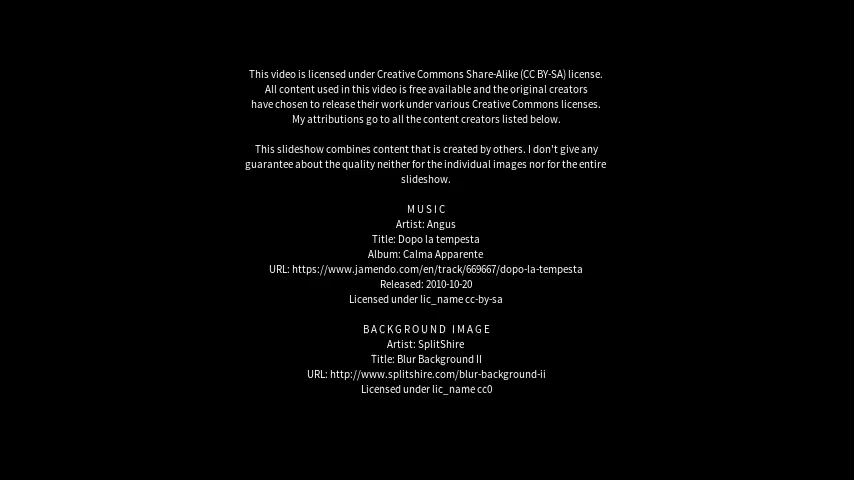 This video is licensed under Creative Commons Share-Alike (CC BY-SA) license.
All content used in this video is free available and the original creators
have chosen to release their work under various Creative Commons licenses.
My attributions go to all the content creators listed below.
This slideshow combines content that is created by others. I don't give any
guarantee about the quality neither for the individual images nor for the entire
slideshow.
M U S I C
Artist: Angus
Title: Dopo la tempesta
Album: Calma Apparente
URL: https://www.jamendo.com/en/track/669667/dopo-la-tempesta
Released: 2010-10-20
Licensed under lic_name cc-by-sa
B A C K G R O U N D   I M A G E
Artist: SplitShire
Title: Blur Background II
URL: http://www.splitshire.com/blur-background-ii
Licensed under lic_name cc0